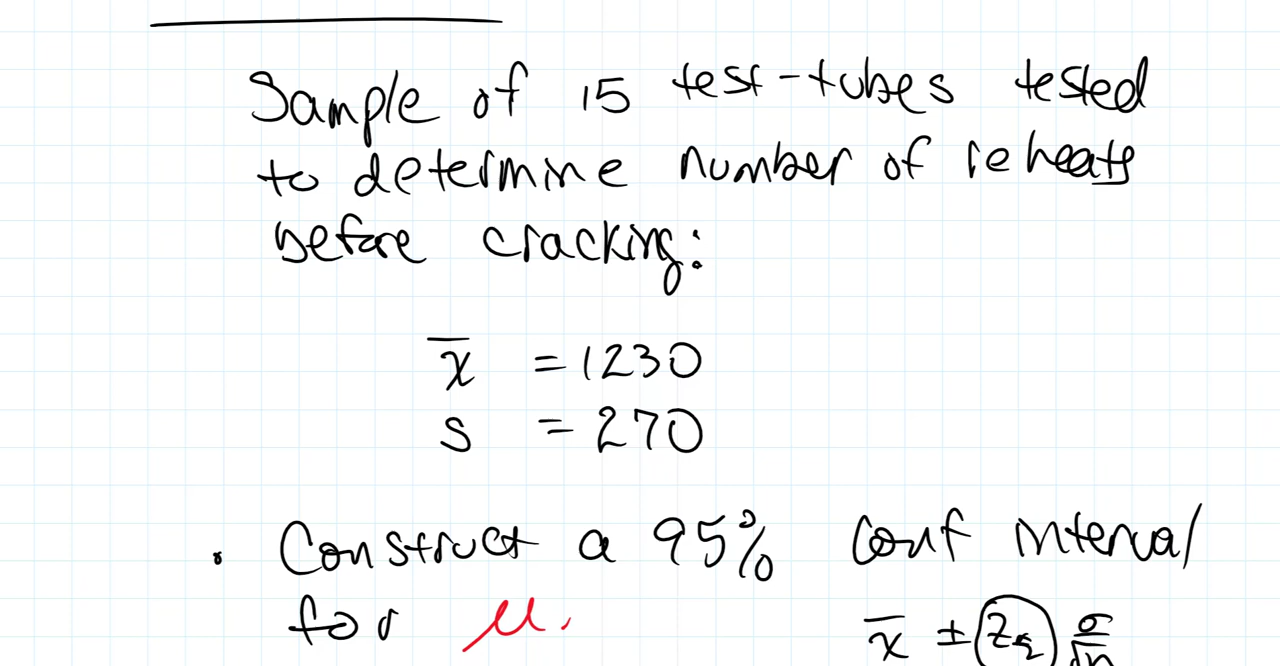 Sample of 15 test-tubes tested
to determine number of reheats
before cracking:
x̄ = 1230
s = 270
• Construct a 95% conf interval
for μ.
x̄ ± z α/2 σ/√n